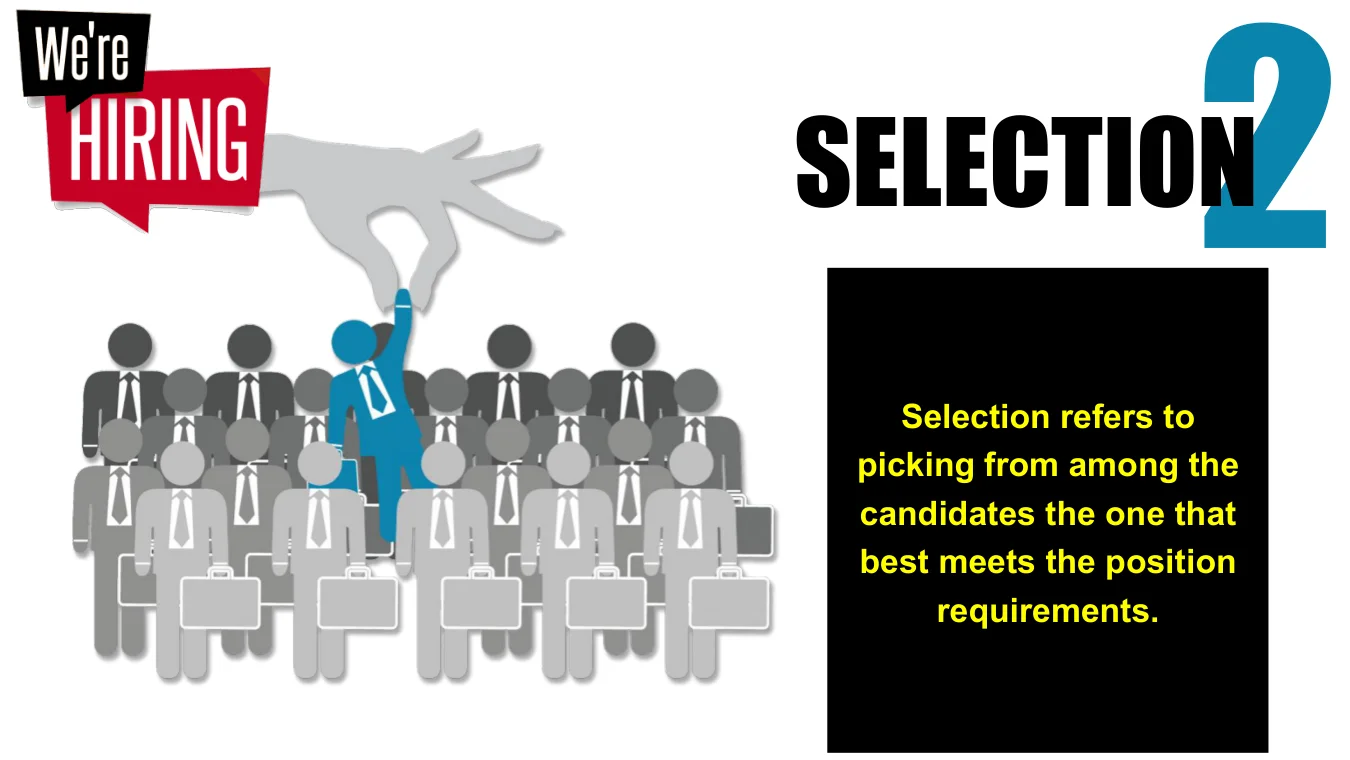 We're
HIRING
SELECTION
2
Selection refers to
picking from among the
candidates the one that
best meets the position
requirements.